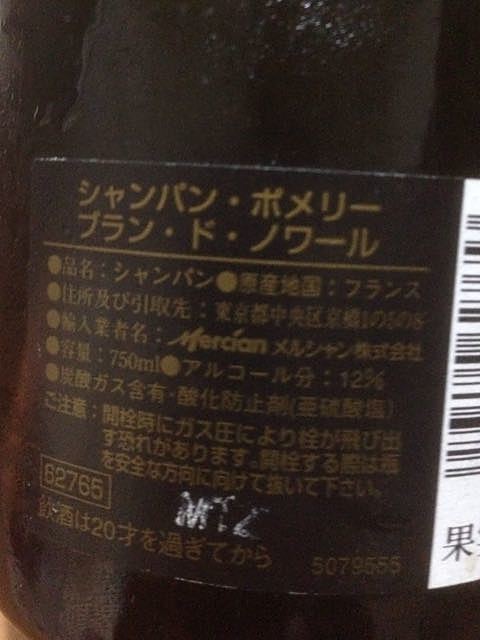 シャンパン・ポメリー
ブラン・ド・ノワール
●品名：シャンパン●原産地国：フランス
●住所及び引取先：東京都中央区京橋1の5の8
●輸入業者名：Mercian メルシャン株式会社
●容量：750ml●アルコール分：12%
●炭酸ガス含有・酸化防止剤(亜硫酸塩)
ご注意：開栓時にガス圧により栓が飛び出
す恐れがあります。開栓する際は瓶
を安全な方向に向けて抜いて下さい。
62765
飲酒は20才を過ぎてから
5079555
果